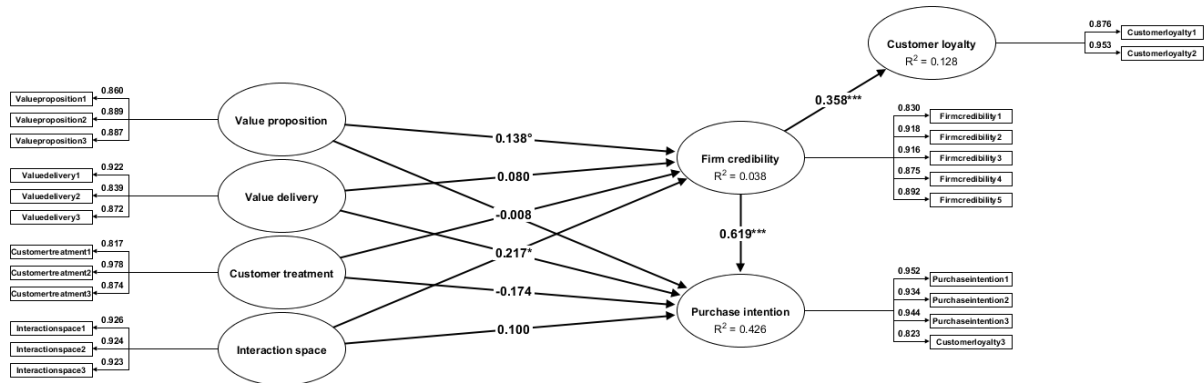 Customer loyalty
R² = 0.128
0.876
Customerloyalty1
0.953
Customerloyalty2
0.358***
0.860
Valueproposition1
0.889
Valueproposition2
0.887
Valueproposition3
Value proposition
0.138°
Firm credibility
R² = 0.038
0.830
Firmcredibility1
0.918
Firmcredibility2
0.916
Firmcredibility3
0.875
Firmcredibility4
0.892
Firmcredibility5
0.922
Valuedelivery1
0.839
Valuedelivery2
0.872
Valuedelivery3
Value delivery
0.080
-0.008
0.619***
0.817
Customertreatment1
0.978
Customertreatment2
0.874
Customertreatment3
Customer treatment
0.217*
-0.174
Purchase intention
R² = 0.426
0.952
Purchaseintention1
0.934
Purchaseintention2
0.944
Purchaseintention3
0.823
Customerloyalty3
0.926
Interactionspace1
0.924
Interactionspace2
0.923
Interactionspace3
Interaction space
0.100